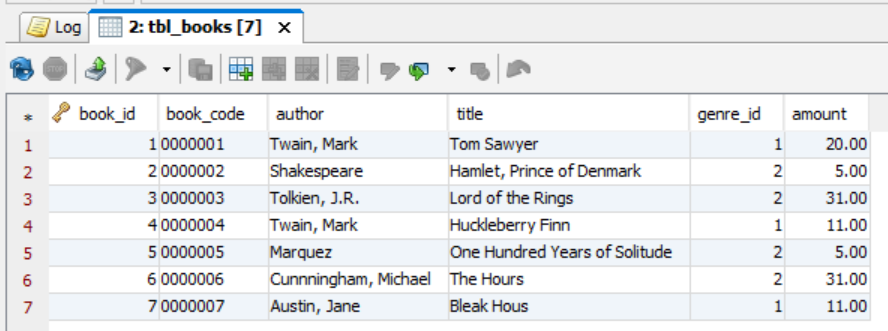 Log 2: tbl_books [7] ×
* book_id book_code author title genre_id amount
1 1 0000001 Twain, Mark Tom Sawyer 1 20.00
2 2 0000002 Shakespeare Hamlet, Prince of Denmark 2 5.00
3 3 0000003 Tolkien, J.R. Lord of the Rings 2 31.00
4 4 0000004 Twain, Mark Huckleberry Finn 1 11.00
5 5 0000005 Marquez One Hundred Years of Solitude 2 5.00
6 6 0000006 Cunnningham, Michael The Hours 2 31.00
7 7 0000007 Austin, Jane Bleak Hous 1 11.00